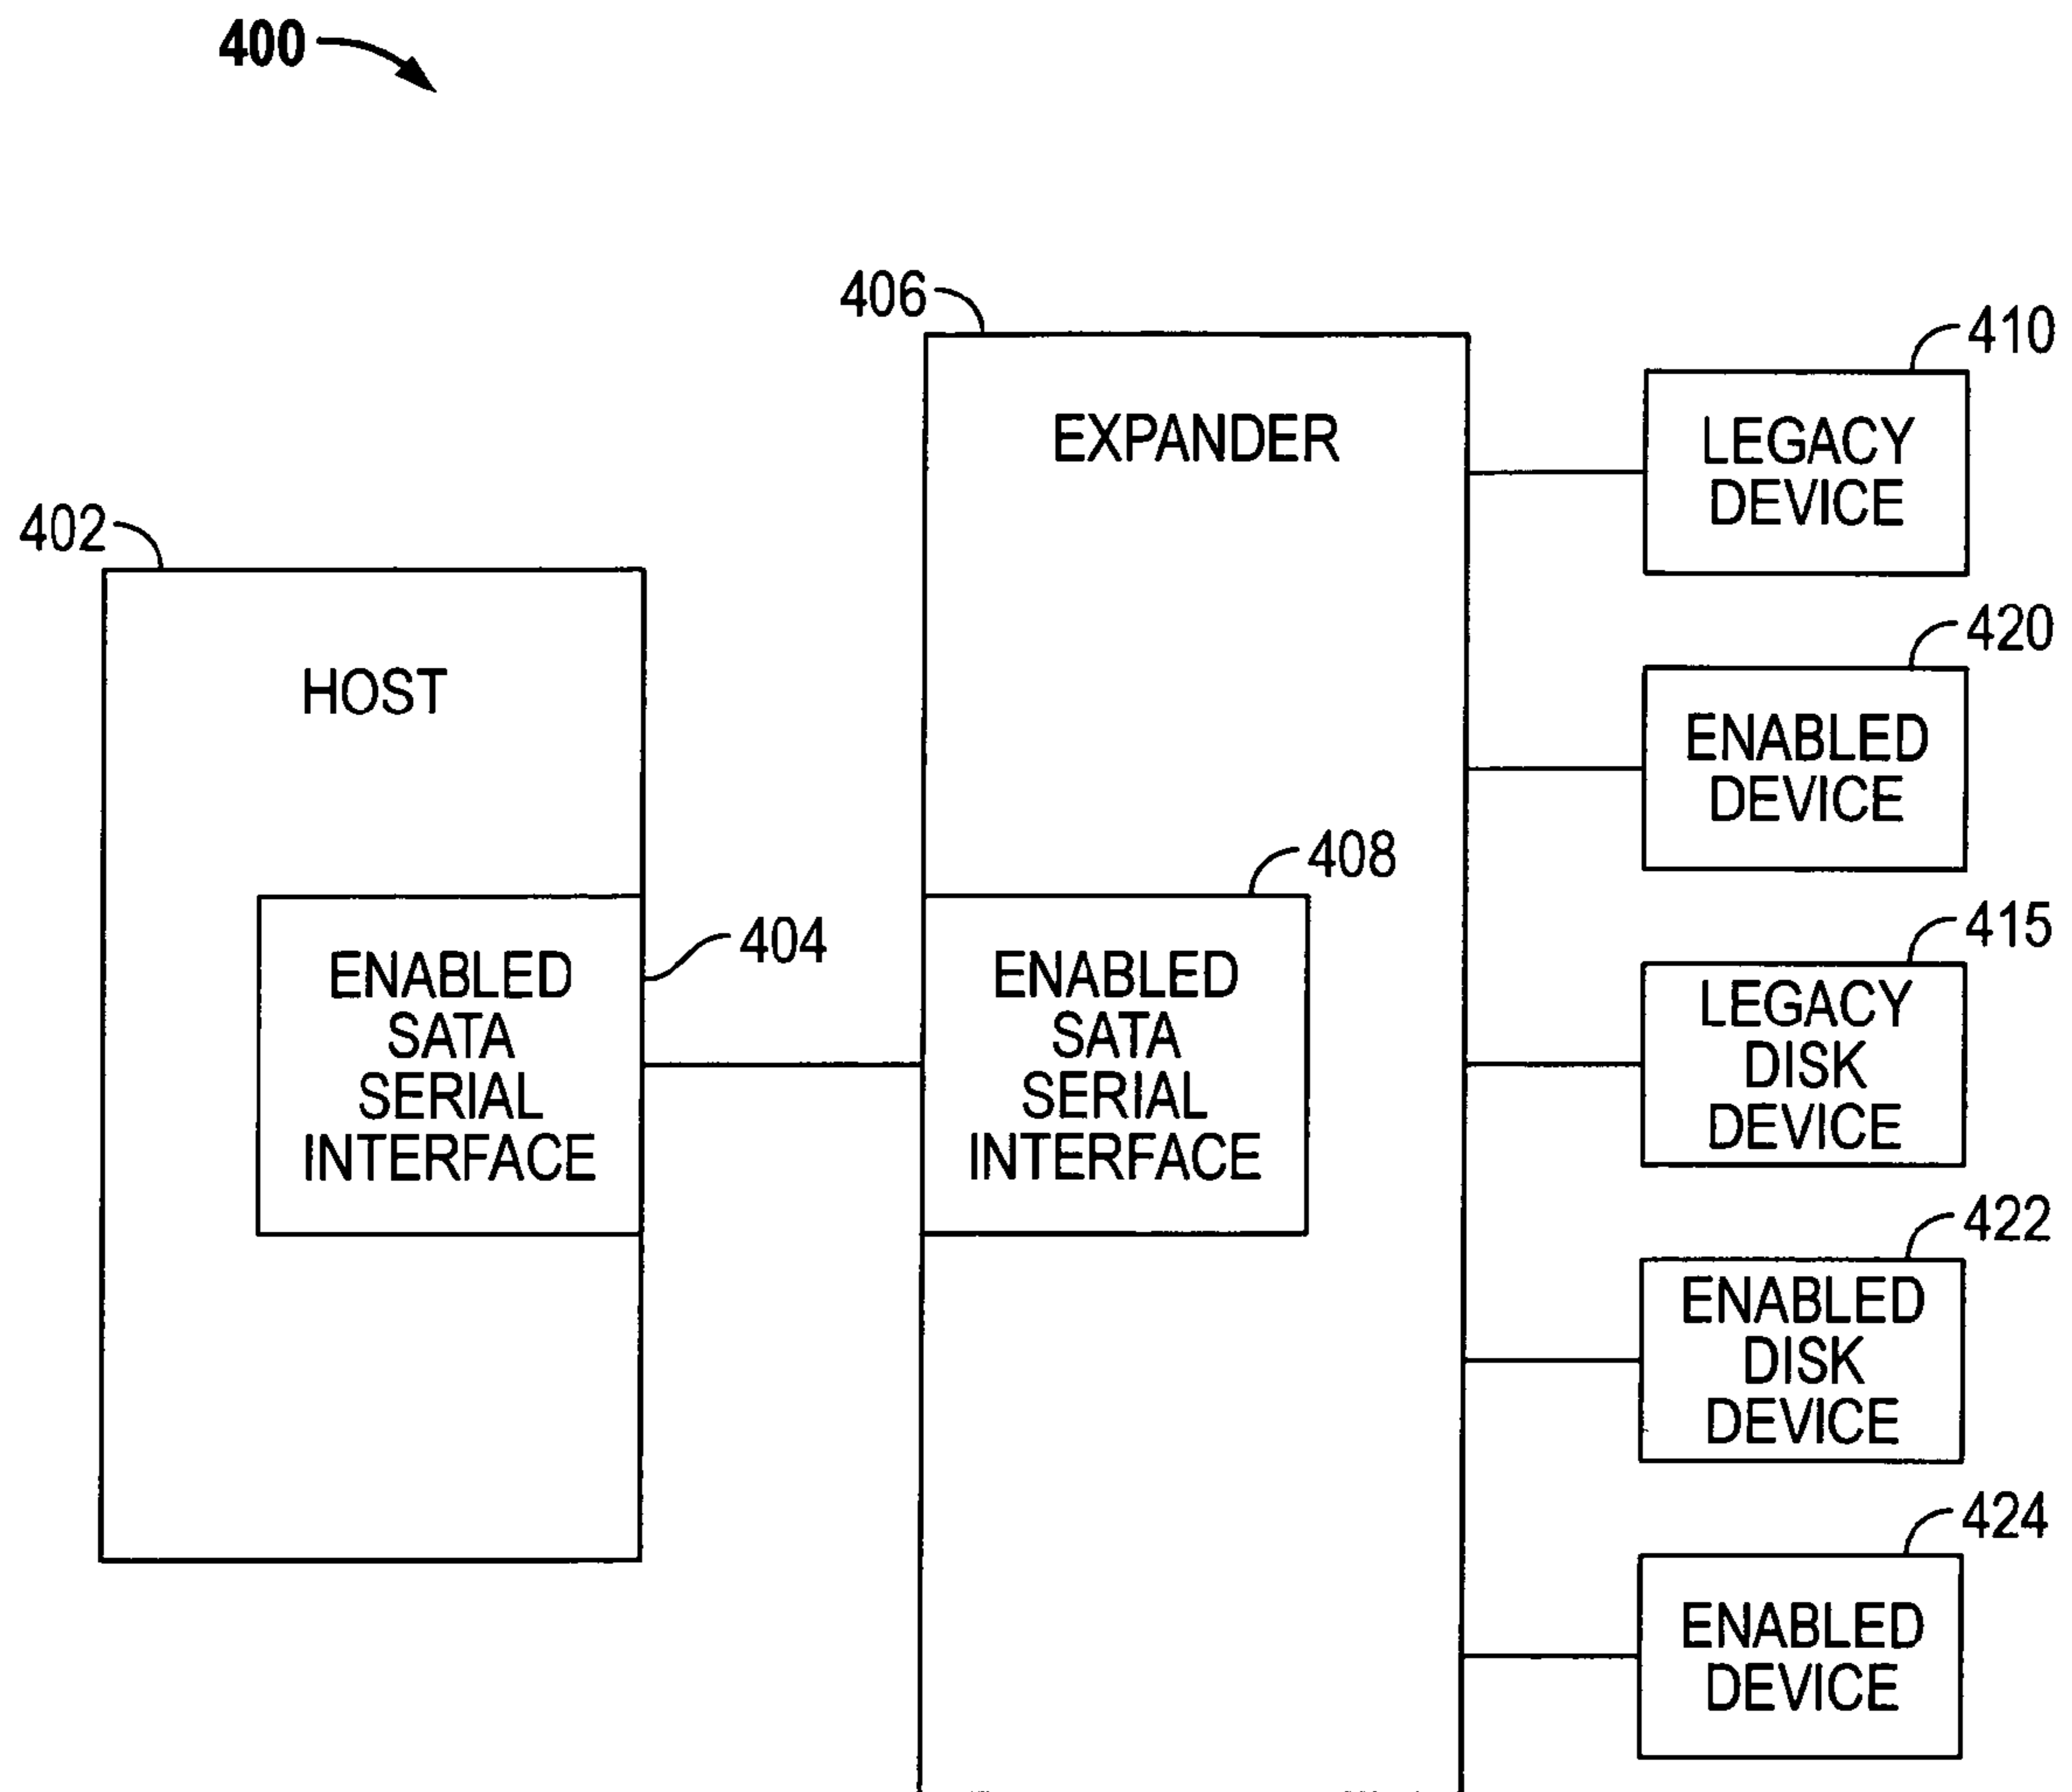 400
406
410
EXPANDER
LEGACY
DEVICE
402
420
HOST
ENABLED
DEVICE
408
404
415
ENABLED
SATA
SERIAL
INTERFACE
ENABLED
SATA
SERIAL
INTERFACE
LEGACY
DISK
DEVICE
422
ENABLED
DISK
DEVICE
424
ENABLED
DEVICE